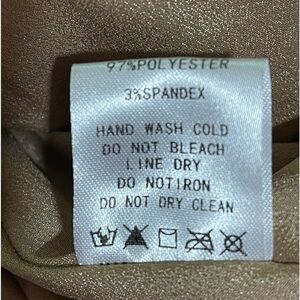 97%POLYESTER
3%SPANDEX
HAND WASH COLD
DO NOT BLEACH
LINE DRY
DO NOTIRON
DO NOT DRY CLEAN